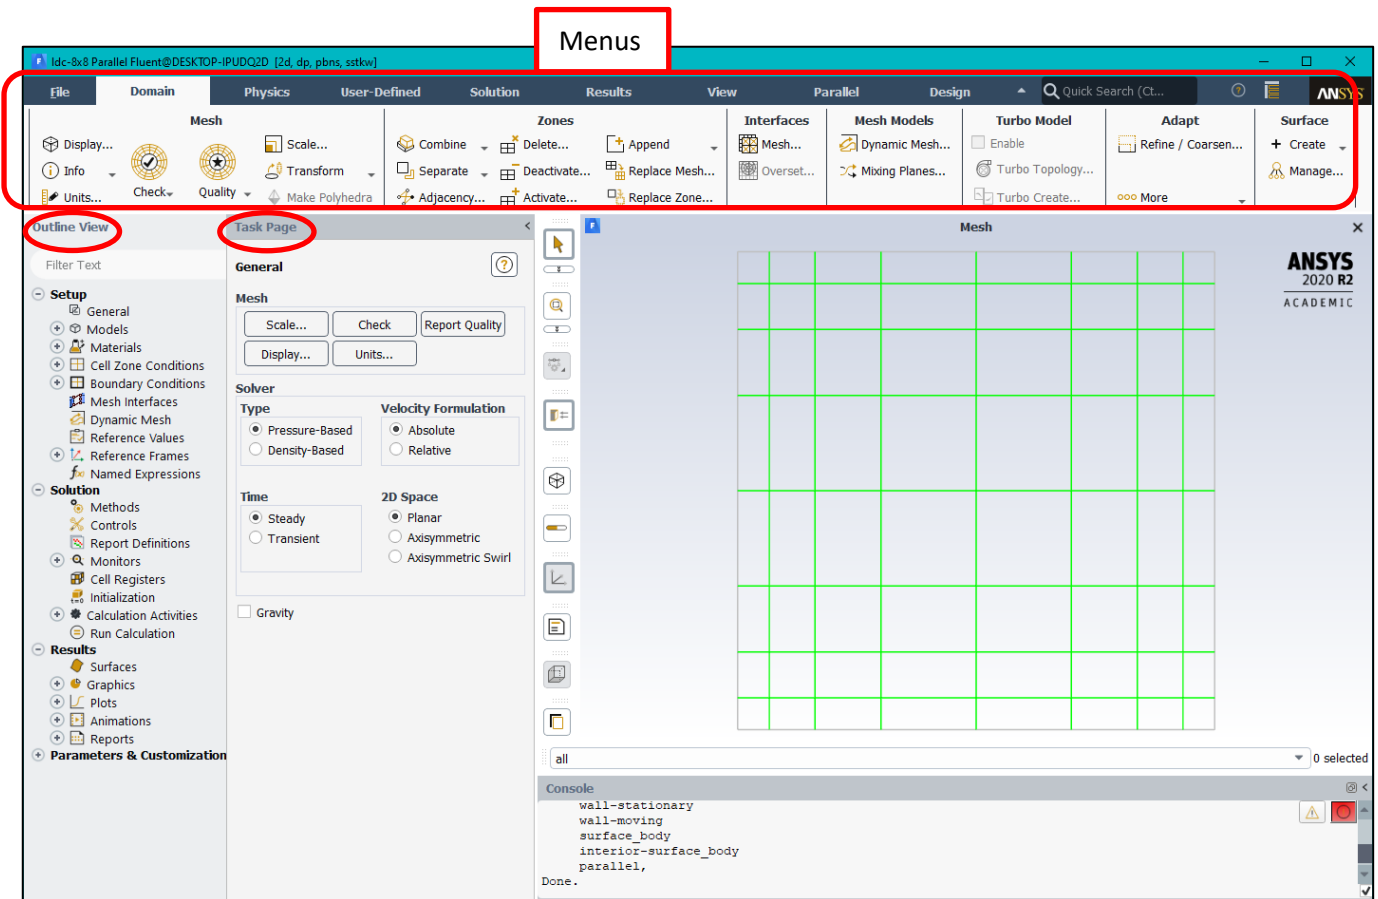 Menus
ldc-8x8 Parallel Fluent@DESKTOP-IPUDQ2D [2d, dp, pbns, sstkw]
File Domain Physics User-Defined Solution Results View Parallel Design Quick Search (Ct... ANSYS
Mesh Zones Interfaces Mesh Models Turbo Model Adapt Surface
Display... Scale... Combine Delete... Append Mesh... Dynamic Mesh... Enable Refine / Coarsen... + Create
Info Transform Separate Deactivate... Replace Mesh... Overset... Mixing Planes... Turbo Topology... Manage...
Units... Check Quality Make Polyhedra Adjacency... Activate... Replace Zone... Turbo Create... More
Outline View Task Page < Mesh
Filter Text General ANSYS
2020 R2
ACADEMIC
Setup
General
Models
Materials
Cell Zone Conditions
Boundary Conditions
Mesh Interfaces
Dynamic Mesh
Reference Values
Reference Frames
Named Expressions
Solution
Methods
Controls
Report Definitions
Monitors
Cell Registers
Initialization
Calculation Activities
Run Calculation
Results
Surfaces
Graphics
Plots
Animations
Reports
Parameters & Customization
Mesh
Scale... Check Report Quality
Display... Units...
Solver
Type Velocity Formulation
Pressure-Based Absolute
Density-Based Relative
Time 2D Space
Steady Planar
Transient Axisymmetric
Axisymmetric Swirl
Gravity
all 0 selected
Console
wall-stationary
wall-moving
surface_body
interior-surface_body
parallel,
Done.